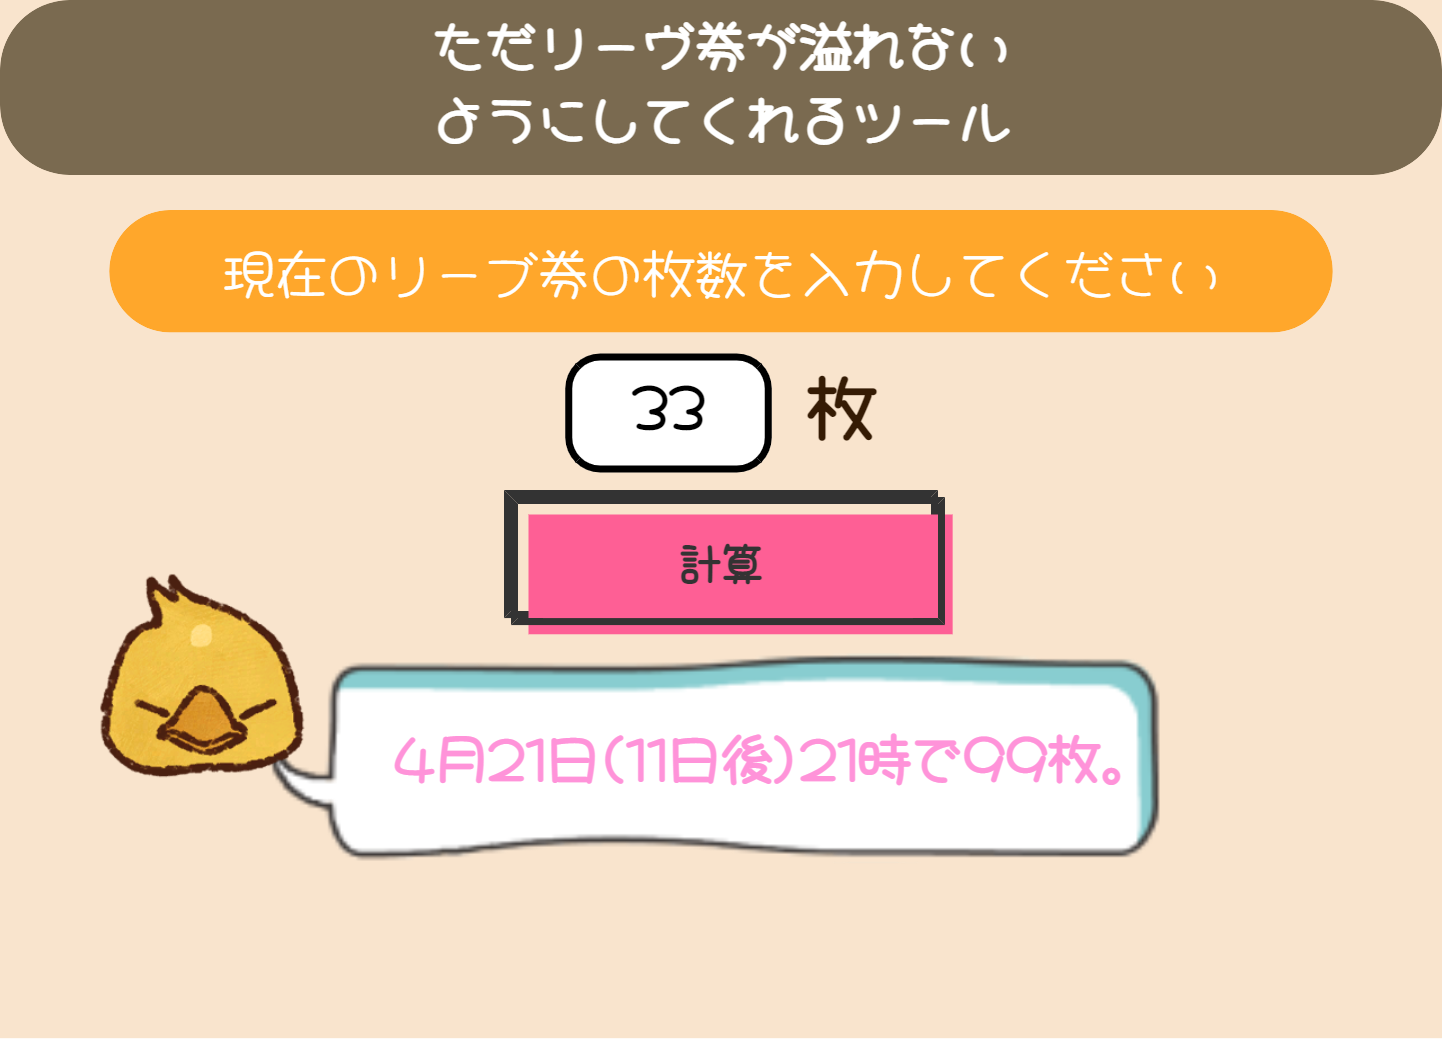 ただリーヴ券が溢れない
ようにしてくれるツール
現在のリーブ券の枚数を入力してください
33 枚
計算
4月21日(11日後)21時で99枚。